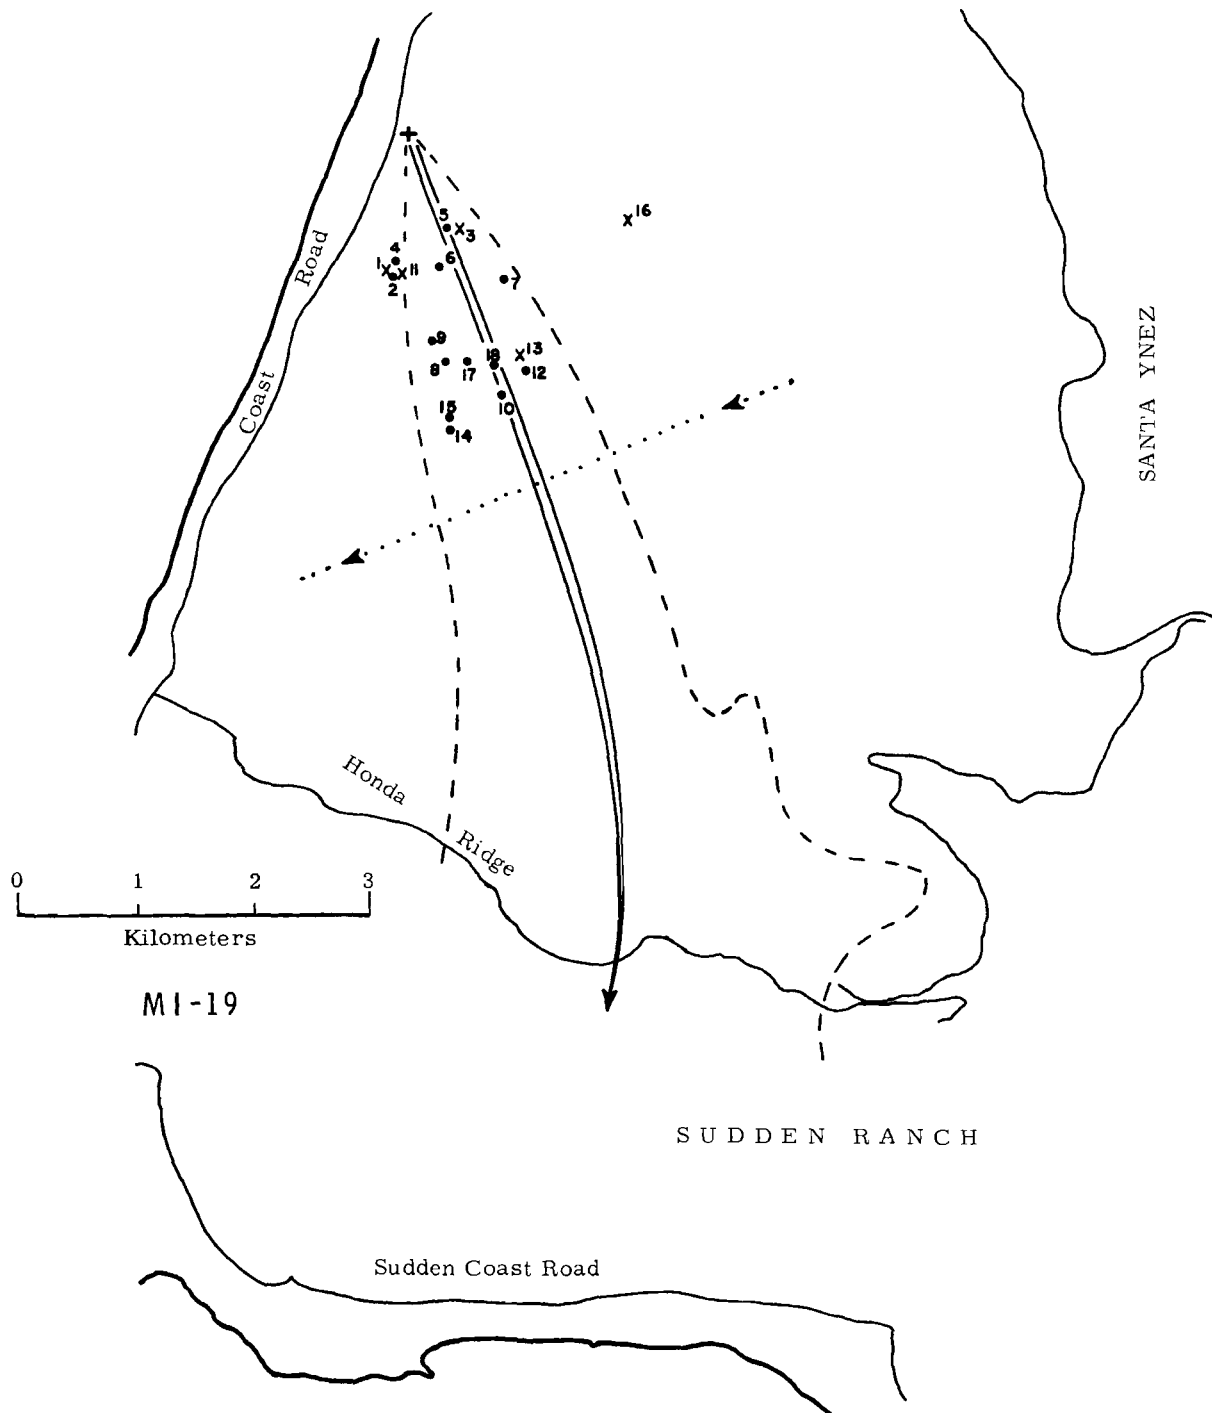 16
5
3
4
6
1
11
2
7
9
13
18
8
17
12
10
15
14
Coast Road
SANTA YNEZ
Honda Ridge
0 1 2 3
Kilometers
MI-19
SUDDEN RANCH
Sudden Coast Road